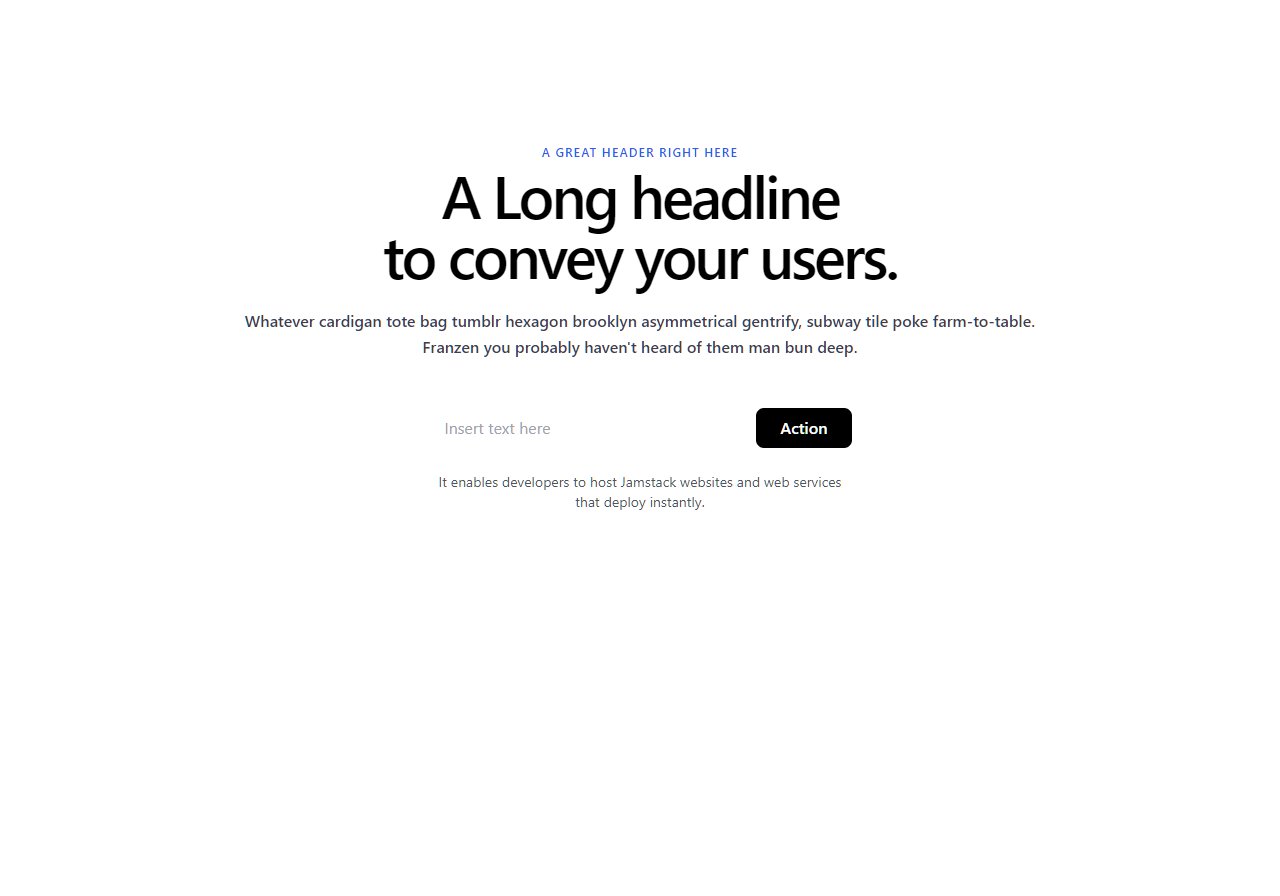 A GREAT HEADER RIGHT HERE
A Long headline
to convey your users.
Whatever cardigan tote bag tumblr hexagon brooklyn asymmetrical gentrify, subway tile poke farm-to-table.
Franzen you probably haven't heard of them man bun deep.
Insert text here
Action
It enables developers to host Jamstack websites and web services
that deploy instantly.